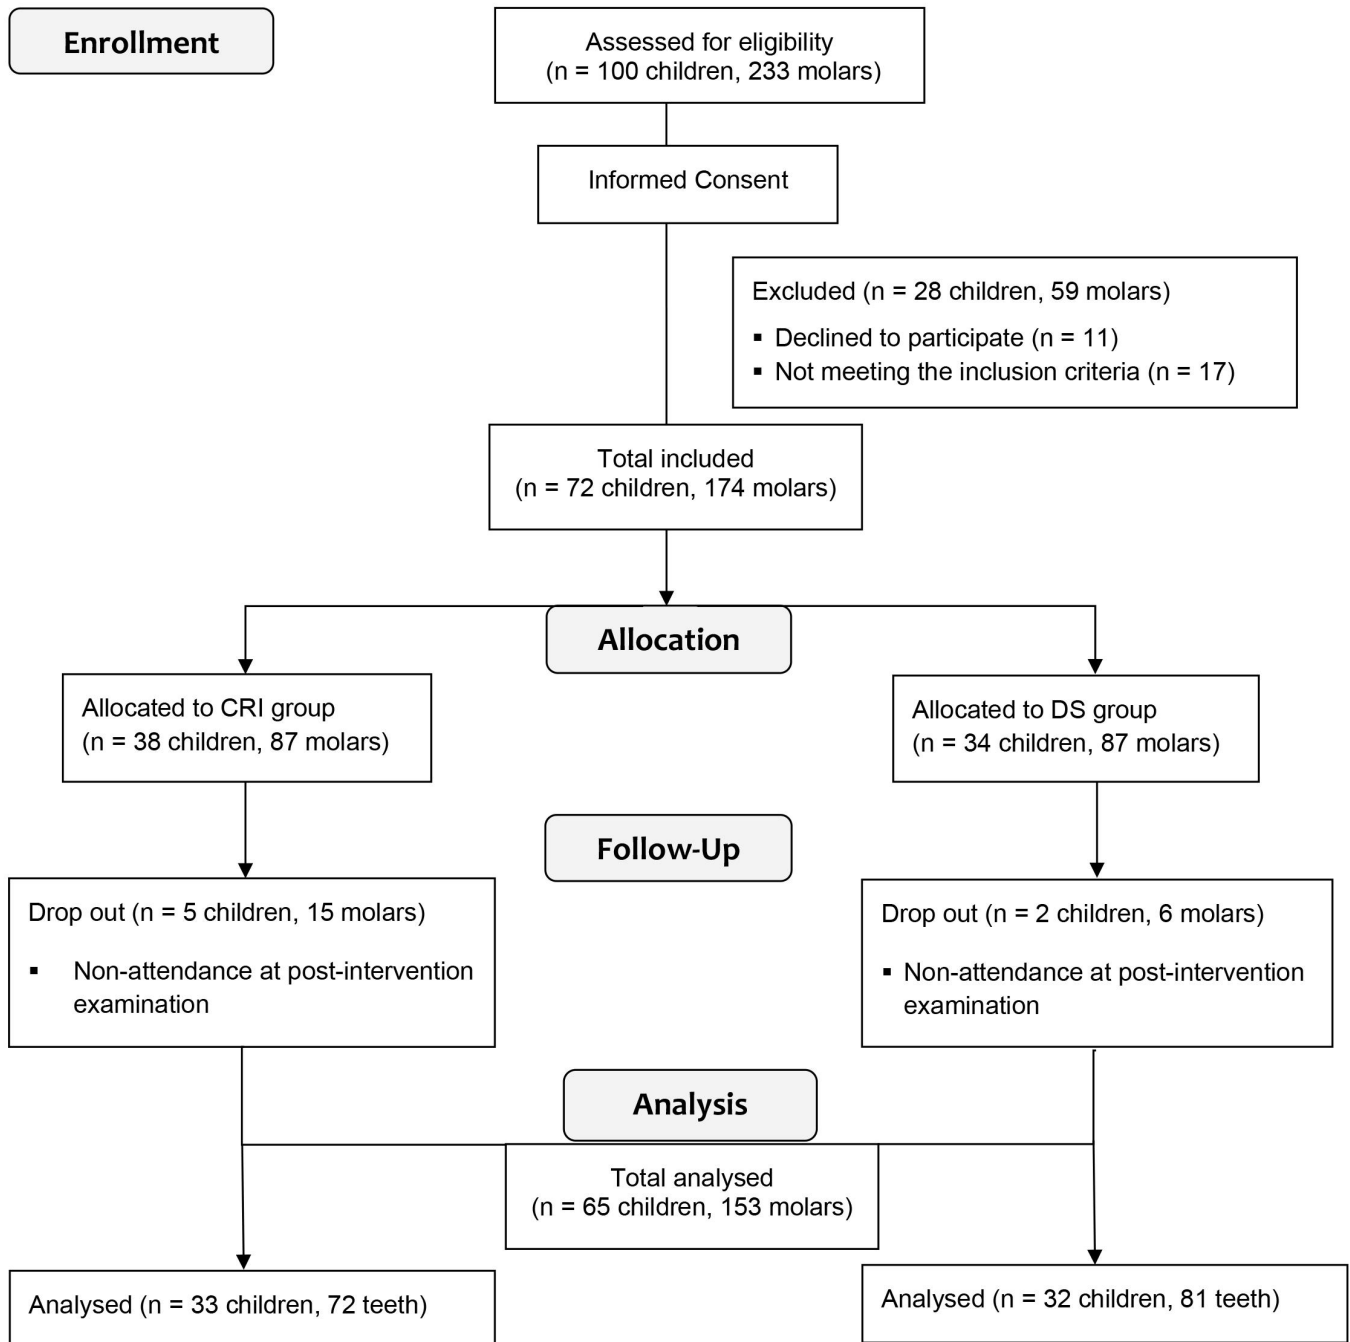 Enrollment
Assessed for eligibility
(n = 100 children, 233 molars)
Informed Consent
Excluded (n = 28 children, 59 molars)
▪ Declined to participate (n = 11)
▪ Not meeting the inclusion criteria (n = 17)
Total included
(n = 72 children, 174 molars)
Allocation
Allocated to CRI group
(n = 38 children, 87 molars)
Allocated to DS group
(n = 34 children, 87 molars)
Follow-Up
Drop out (n = 5 children, 15 molars)
▪ Non-attendance at post-intervention
examination
Drop out (n = 2 children, 6 molars)
▪ Non-attendance at post-intervention
examination
Analysis
Total analysed
(n = 65 children, 153 molars)
Analysed (n = 33 children, 72 teeth)
Analysed (n = 32 children, 81 teeth)